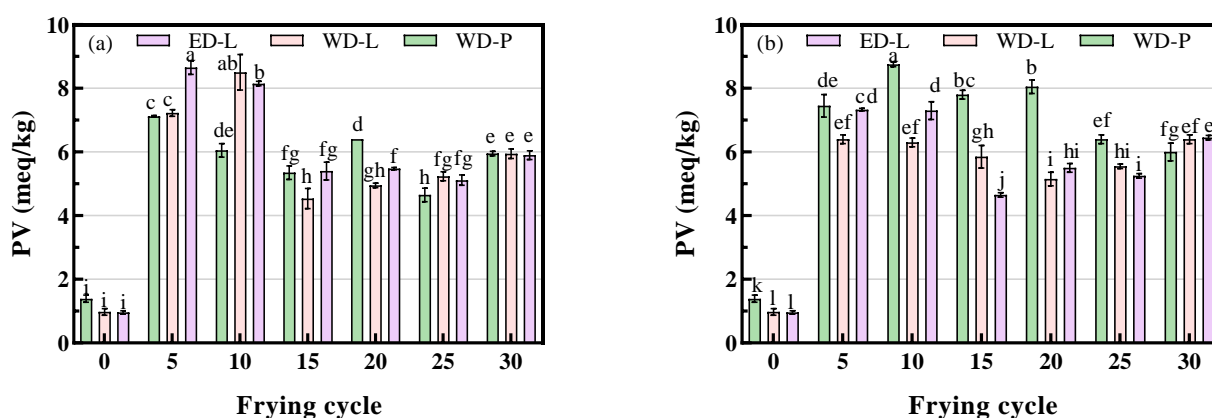 (a) ED-L WD-L WD-P
PV (meq/kg)
10
8
6
4
2
0
i i i
c c a
de ab b
fg h fg
d gh f
h fg fg
e e e
0 5 10 15 20 25 30
Frying cycle
(b) ED-L WD-L WD-P
PV (meq/kg)
10
8
6
4
2
0
k l l
de ef cd
a ef d
bc gh j
i hi
ef hi i
fg ef e
0 5 10 15 20 25 30
Frying cycle